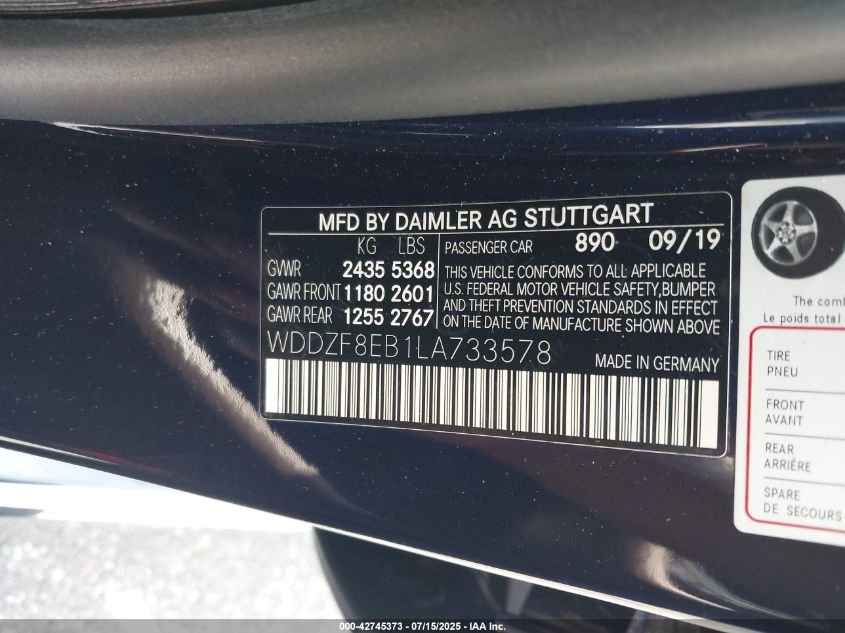 MFD BY DAIMLER AG STUTTGART
KG LBS
GVWR 2435 5368
GAWR FRONT 1180 2601
GAWR REAR 1255 2767
PASSENGER CAR 890 09/19
THIS VEHICLE CONFORMS TO ALL APPLICABLE
U.S. FEDERAL MOTOR VEHICLE SAFETY,BUMPER
AND THEFT PREVENTION STANDARDS IN EFFECT
ON THE DATE OF MANUFACTURE SHOWN ABOVE
WDDZF8EB1LA733578
MADE IN GERMANY
The comb
Le poids total
TIRE
PNEU
FRONT
AVANT
REAR
ARRIÈRE
SPARE
DE SECOURS
000-42745373 - 07/15/2025 - IAA Inc.